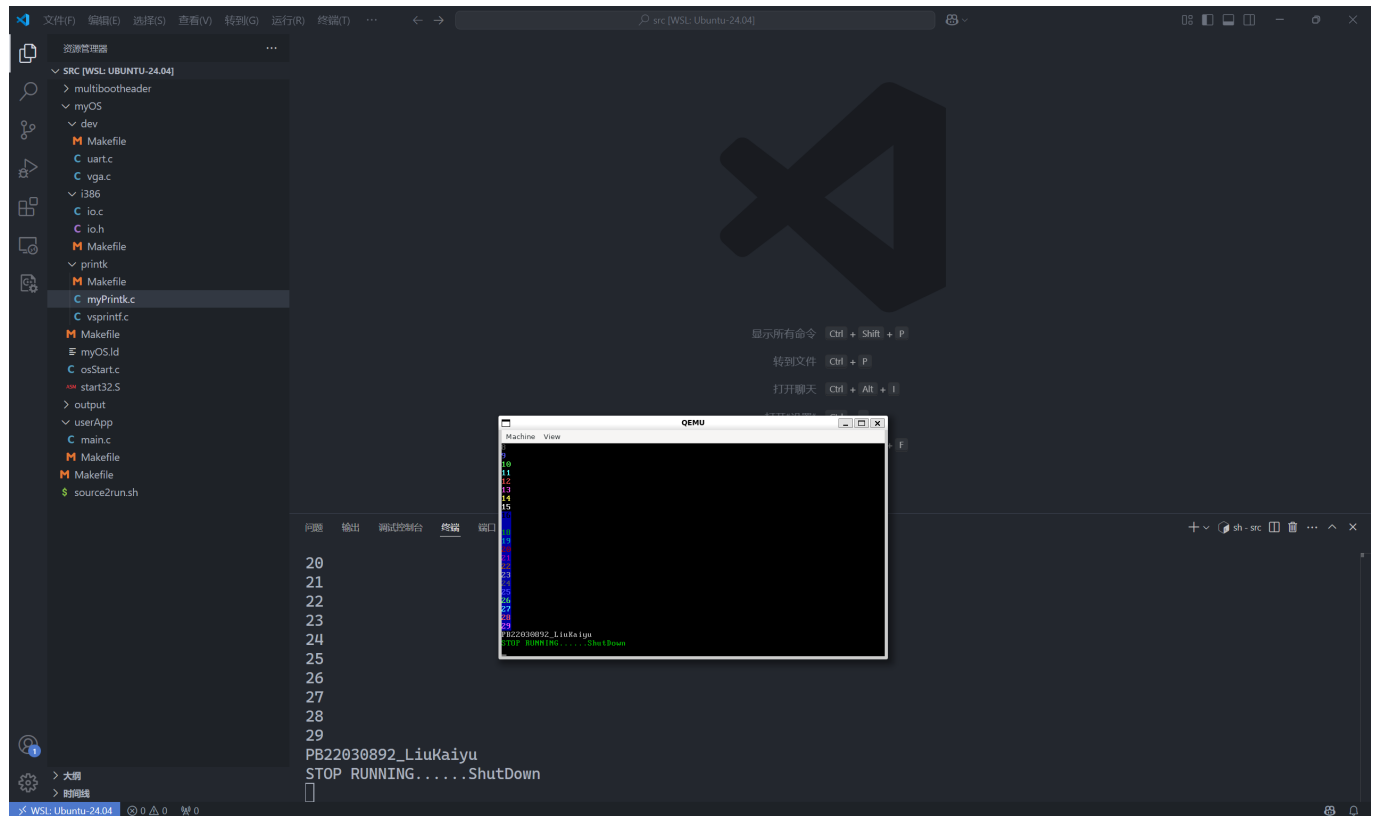 文件(F) 编辑(E) 选择(S) 查看(V) 转到(G) 运行(R) 终端(T) ··· src [WSL: Ubuntu-24.04]
资源管理器 ···
SRC [WSL: UBUNTU-24.04]
multibootheader
myOS
dev
M Makefile
C uart.c
C vga.c
i386
C io.c
C io.h
M Makefile
printk
M Makefile
C myPrintk.c
C vsprintf.c
M Makefile
myOS.ld
C osStart.c
start32.S
output
userApp
C main.c
M Makefile
M Makefile
$ source2run.sh
大纲
时间线
显示所有命令 Ctrl + Shift + P
转到文件 Ctrl + P
打开聊天 Ctrl + Alt + I
+ F
QEMU
Machine View
9
10
11
12
13
14
15
18
19
20
21
22
23
24
25
26
27
28
29
PB22030892_LiuKaiyu
STOP RUNNING......ShutDown
问题 输出 调试控制台 终端 端口 sh - src ···
20
21
22
23
24
25
26
27
28
29
PB22030892_LiuKaiyu
STOP RUNNING......ShutDown
1
WSL: Ubuntu-24.04 0 0 0